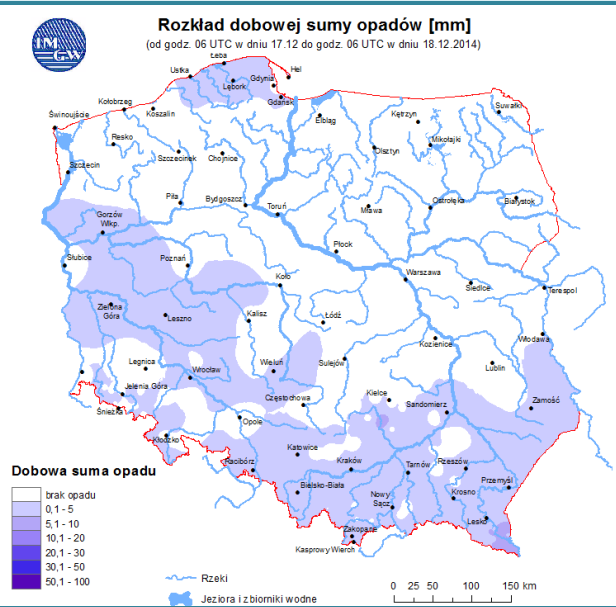 IM
GW
Rozkład dobowej sumy opadów [mm]
(od godz. 06 UTC w dniu 17.12 do godz. 06 UTC w dniu 18.12.2014)
Łeba
Ustka
Hel
Lębork
Gdynia
Gdańsk
Kołobrzeg
Koszalin
Świnoujście
Elbląg
Kętrzyn
Suwałki
Resko
Mikołajki
Szczecinek
Chojnice
Olsztyn
Szczecin
Piła
Bydgoszcz
Toruń
Mława
Ostrołęka
Białystok
Gorzów
Wlkp.
Płock
Słubice
Poznań
Koło
Warszawa
Siedlce
Terespol
Zielona
Góra
Leszno
Kalisz
Łódź
Kozienice
Włodawa
Legnica
Wieluń
Sulejów
Lublin
Wrocław
Jelenia Góra
Kielce
Częstochowa
Sandomierz
Zamość
Śnieżka
Opole
Kłodzko
Katowice
Racibórz
Kraków
Tarnów
Rzeszów
Przemyśl
Bielsko-Biała
Nowy
Sącz
Krosno
Lesko
Zakopane
Kasprowy Wierch
Dobowa suma opadu
brak opadu
0,1 - 5
5,1 - 10
10,1 - 20
20,1 - 30
30,1 - 50
50,1 - 100
Rzeki
Jeziora i zbiorniki wodne
0 25 50 100 150 km